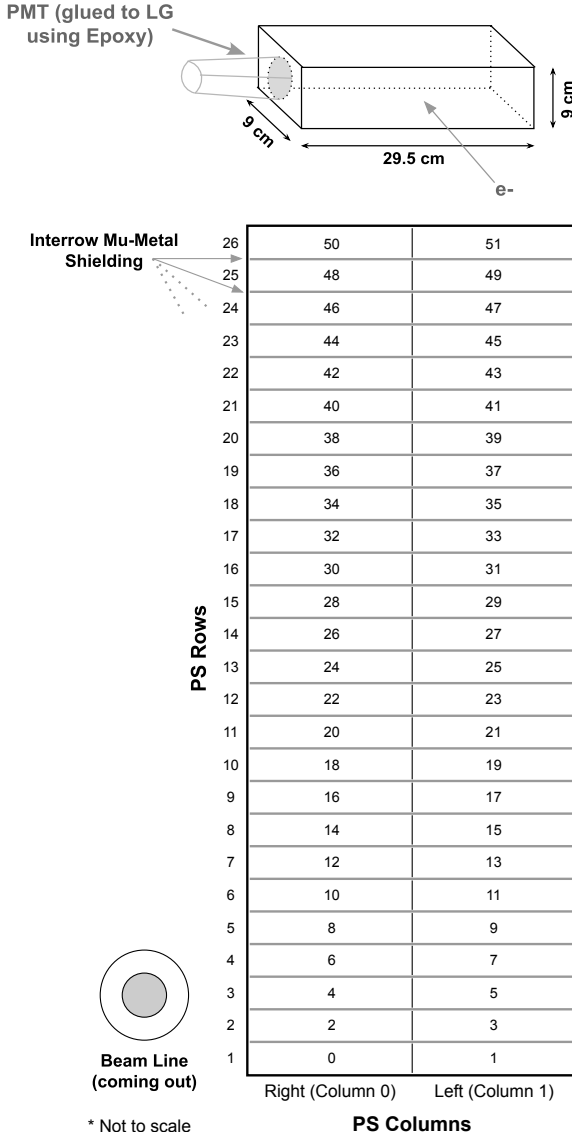 PMT (glued to LG
using Epoxy)
9 cm
29.5 cm
9 cm
e-
Interrow Mu-Metal
Shielding
26 50 51
25 48 49
24 46 47
23 44 45
22 42 43
21 40 41
20 38 39
19 36 37
18 34 35
17 32 33
16 30 31
15 28 29
14 26 27
13 24 25
12 22 23
11 20 21
10 18 19
9 16 17
8 14 15
7 12 13
6 10 11
5 8 9
4 6 7
3 4 5
2 2 3
1 0 1
PS Rows
Beam Line
(coming out)
Right (Column 0) Left (Column 1)
* Not to scale
PS Columns